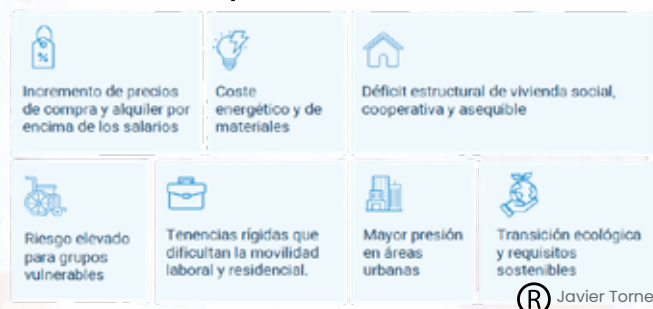 Incremento de precios
de compra y alquiler por
encima de los salarios
Coste
energético y de
materiales
Déficit estructural de vivienda social,
cooperativa y asequible
Riesgo elevado
para grupos
vulnerables
Tenencias rígidas que
dificultan la movilidad
laboral y residencial.
Mayor presión
en áreas
urbanas
Transición ecológica
y requisitos
sostenibles
® Javier Torne